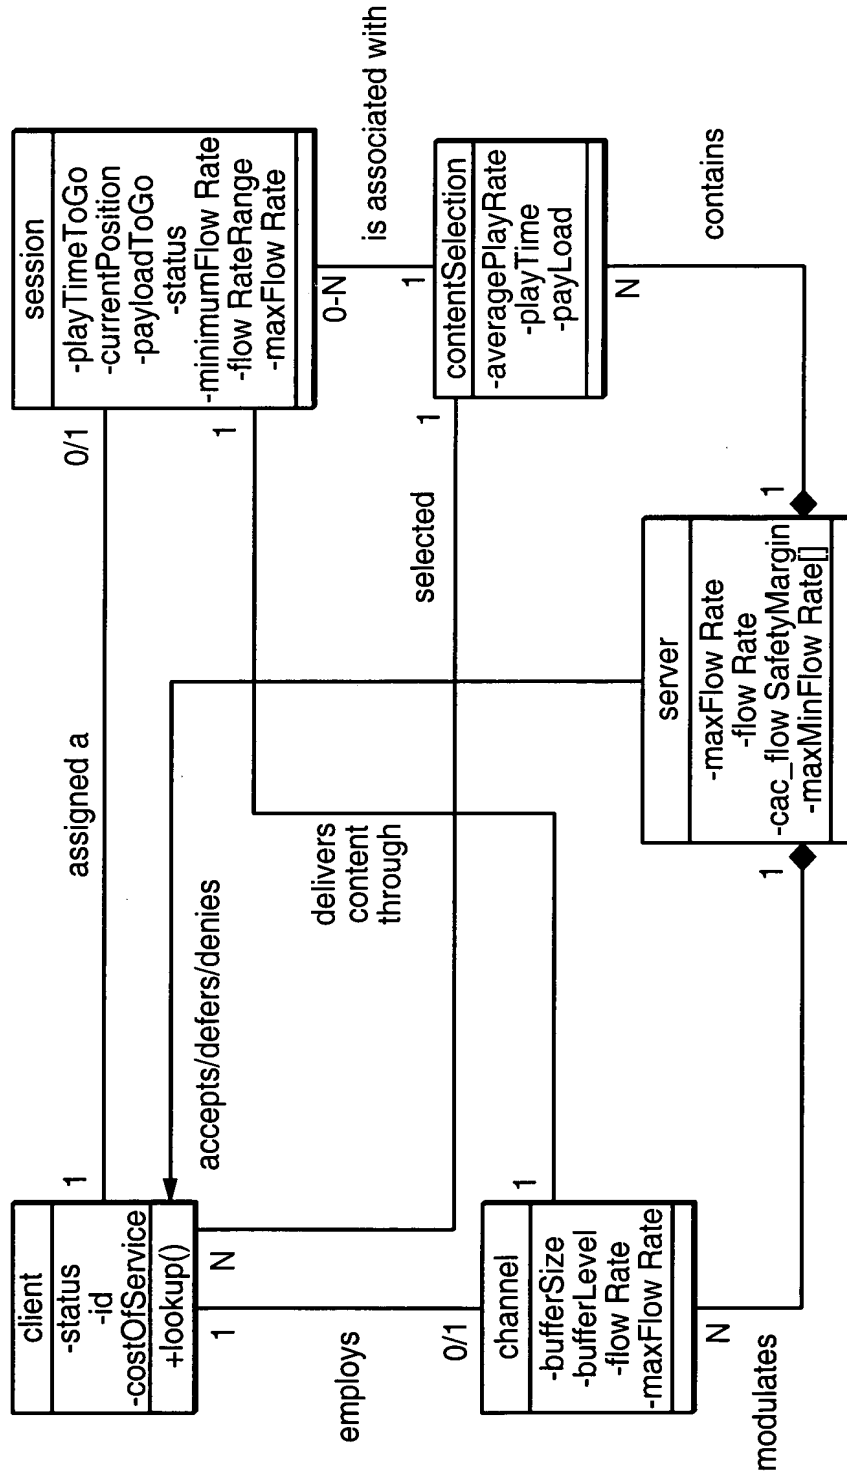 client
-status
-id
-costOfService
+lookup()
1
assigned a
0/1
session
-playTimeToGo
-currentPosition
-payloadToGo
-status
-minimumFlow Rate
-flow RateRange
-maxFlow Rate
accepts/defers/denies
N
1
employs
0/1
delivers
content
through
1
1
0-N
is associated with
1
selected
1
contentSelection
-averagePlayRate
-playTime
-payLoad
channel
-bufferSize
-bufferLevel
-flow Rate
-maxFlow Rate
N
modulates
1
server
-maxFlow Rate
-flow Rate
-cac_flow SafetyMargin
-maxMinFlow Rate[]
1
N
contains